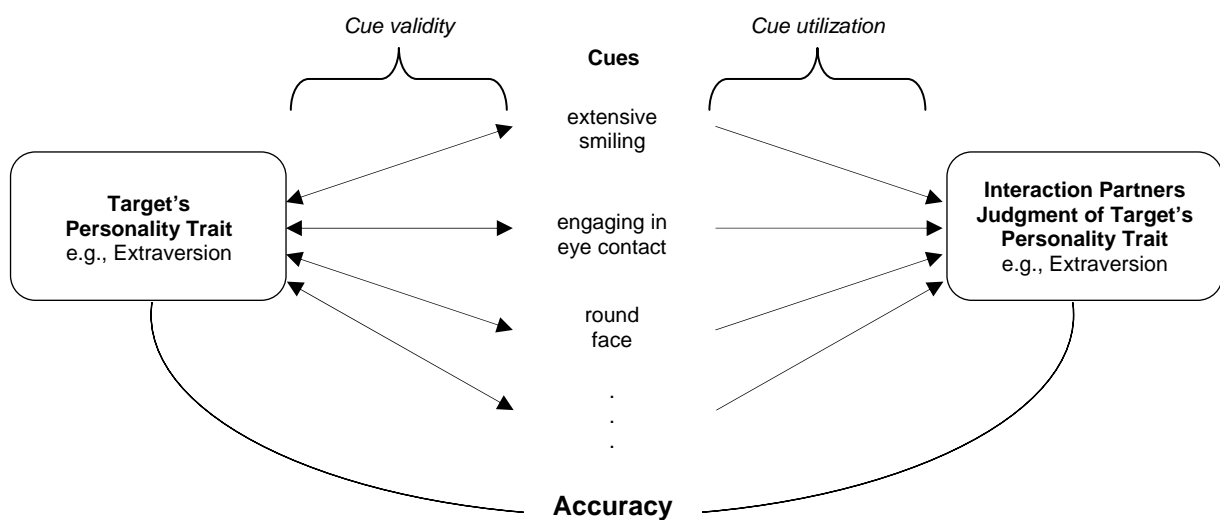 Cue validity
Cue utilization
Cues
extensive
smiling
Target's
Personality Trait
e.g., Extraversion
engaging in
eye contact
Interaction Partners
Judgment of Target's
Personality Trait
e.g., Extraversion
round
face
.
.
.
Accuracy